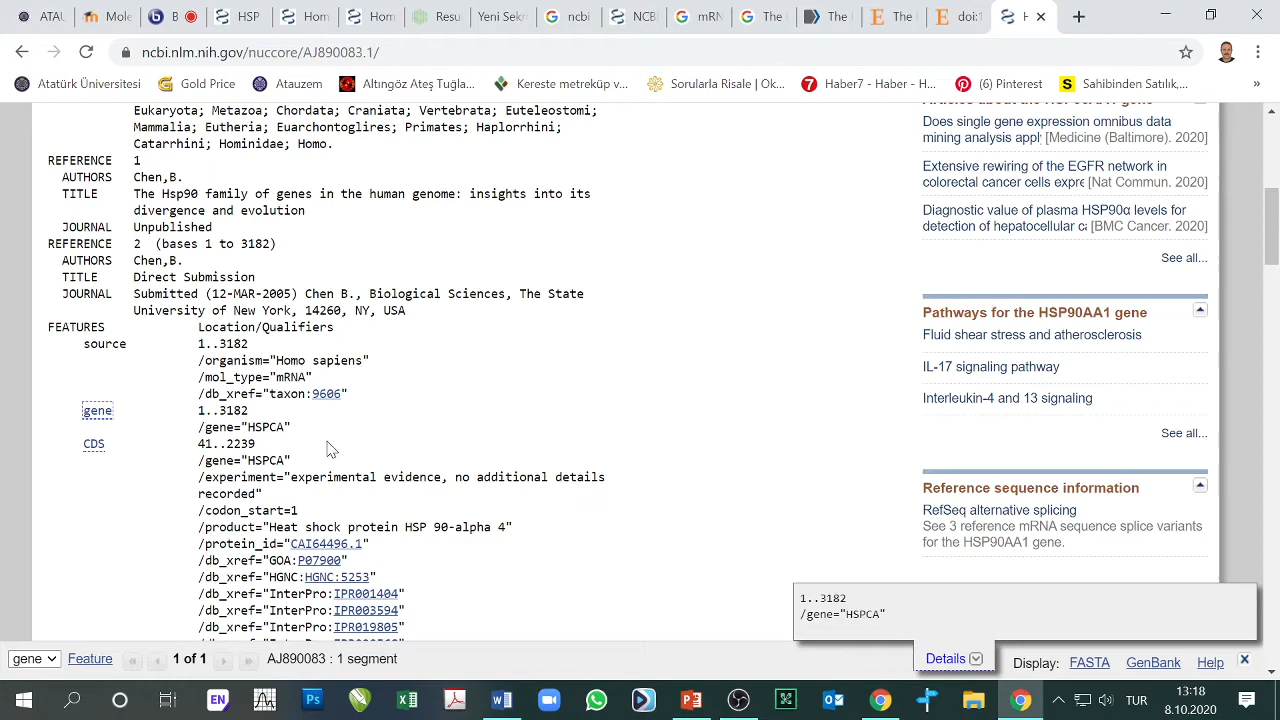 ATAL
Mol
B
HSP
Hom
Hom
Resu
Yeni Sekr
ncbi
NCBI
mRN
The I
The
The
doi:1
H
ncbi.nlm.nih.gov/nuccore/AJ890083.1/
Atatürk Üniversitesi
Gold Price
Atauzem
Altıngöz Ateş Tuğla...
Kereste metreküp v...
Sorularla Risale | Ok...
Haber7 - Haber - H...
(6) Pinterest
Sahibinden Satılık,...
»
Eukaryota; Metazoa; Chordata; Craniata; Vertebrata; Euteleostomi;
Mammalia; Eutheria; Euarchontoglires; Primates; Haplorrhini;
Catarrhini; Hominidae; Homo.
REFERENCE 1
AUTHORS Chen,B.
TITLE The Hsp90 family of genes in the human genome: insights into its
divergence and evolution
JOURNAL Unpublished
REFERENCE 2 (bases 1 to 3182)
AUTHORS Chen,B.
TITLE Direct Submission
JOURNAL Submitted (12-MAR-2005) Chen B., Biological Sciences, The State
University of New York, 14260, NY, USA
FEATURES Location/Qualifiers
source 1..3182
/organism="Homo sapiens"
/mol_type="mRNA"
/db_xref="taxon:9606"
gene 1..3182
/gene="HSPCA"
CDS 41..2239
/gene="HSPCA"
/experiment="experimental evidence, no additional details
recorded"
/codon_start=1
/product="Heat shock protein HSP 90-alpha 4"
/protein_id="CAI64496.1"
/db_xref="GOA:P07900"
/db_xref="HGNC:HGNC:5253"
/db_xref="InterPro:IPR001404"
/db_xref="InterPro:IPR003594"
/db_xref="InterPro:IPR019805"
Does single gene expression omnibus data
mining analysis appl [Medicine (Baltimore). 2020]
Extensive rewiring of the EGFR network in
colorectal cancer cells expre [Nat Commun. 2020]
Diagnostic value of plasma HSP90α levels for
detection of hepatocellular ca [BMC Cancer. 2020]
See all...
Pathways for the HSP90AA1 gene
Fluid shear stress and atherosclerosis
IL-17 signaling pathway
Interleukin-4 and 13 signaling
See all...
Reference sequence information
RefSeq alternative splicing
See 3 reference mRNA sequence splice variants
for the HSP90AA1 gene.
1..3182
/gene="HSPCA"
gene Feature 1 of 1 AJ890083 : 1 segment Details Display: FASTA GenBank Help
EN
TUR
13:18
8.10.2020